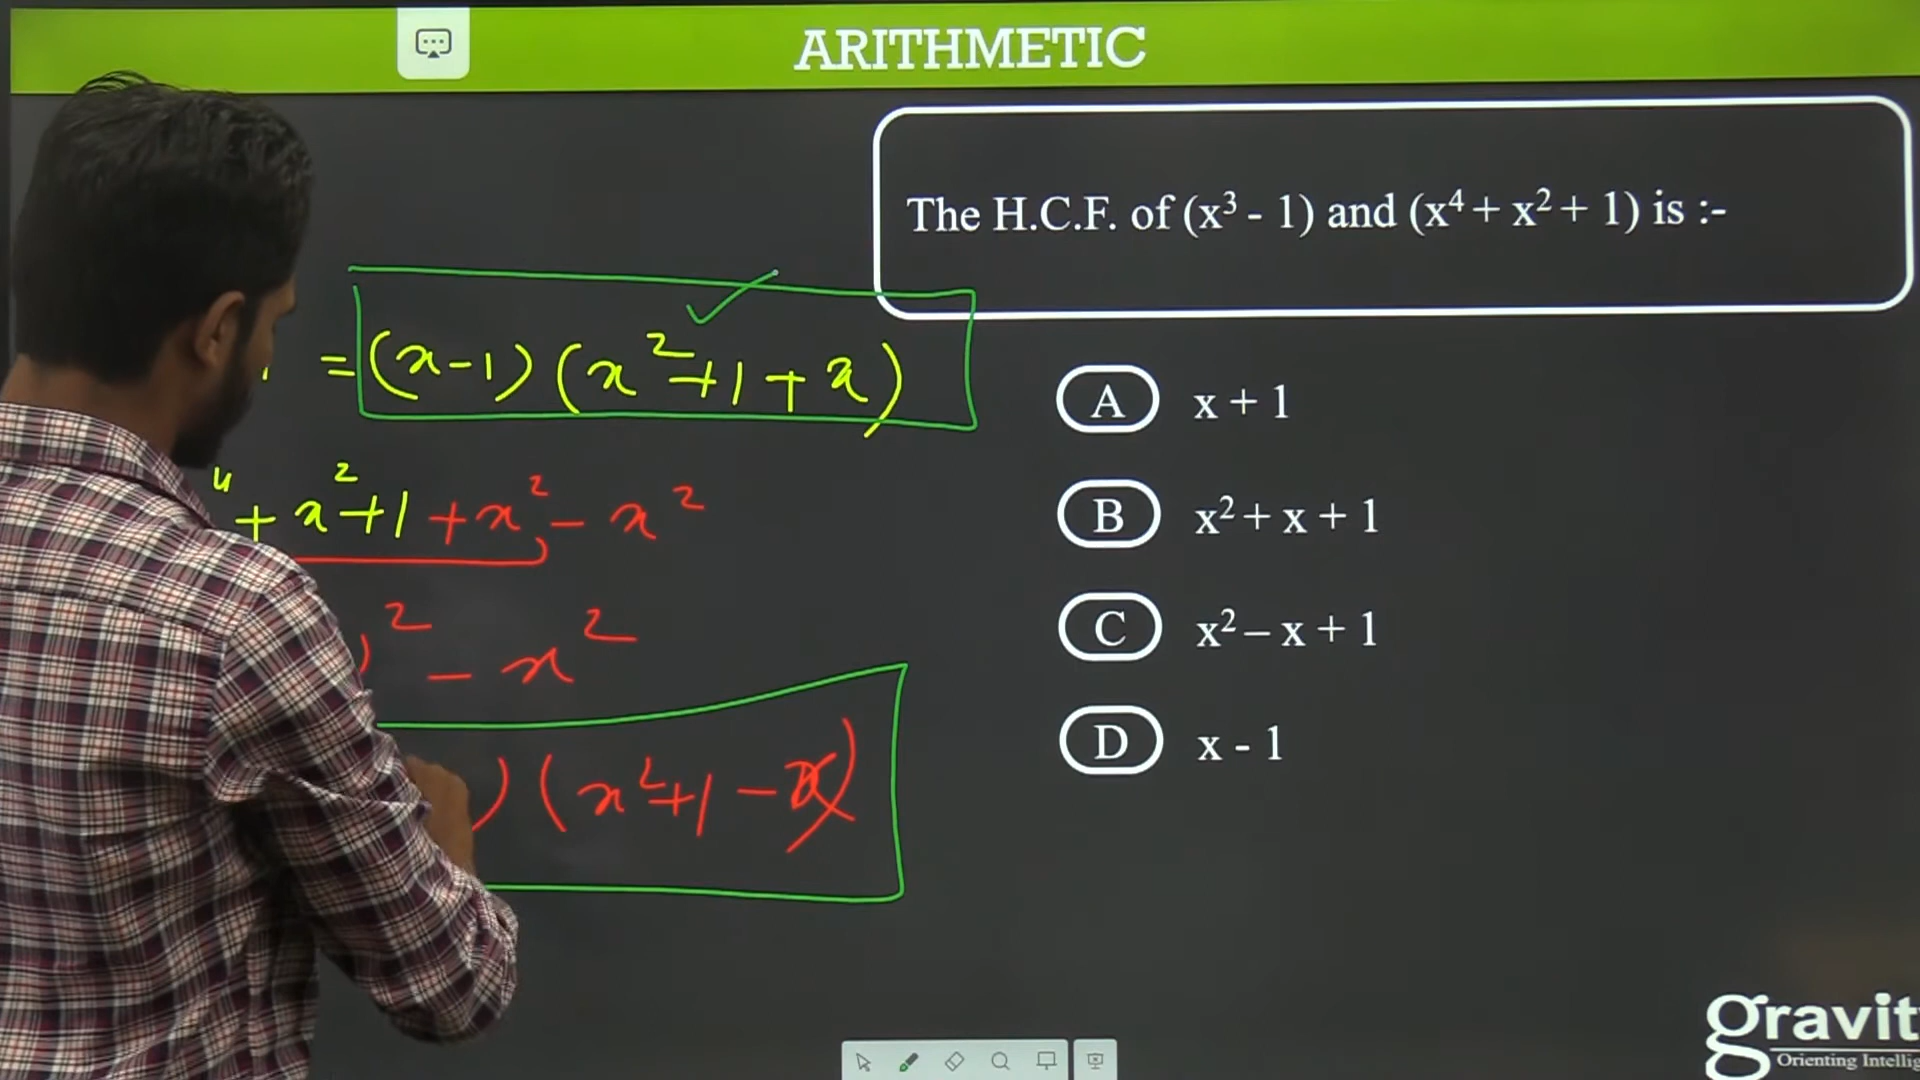 ARITHMETIC
The H.C.F. of (x³ - 1) and (x⁴ + x² + 1) is :-
= (x-1) (x²+1+x)
⁴ + x²+1 + x² - x²
)² - x²
) (x²+1 - x)
A x + 1
B x² + x + 1
C x² – x + 1
D x - 1
gravit
Orienting Intellig